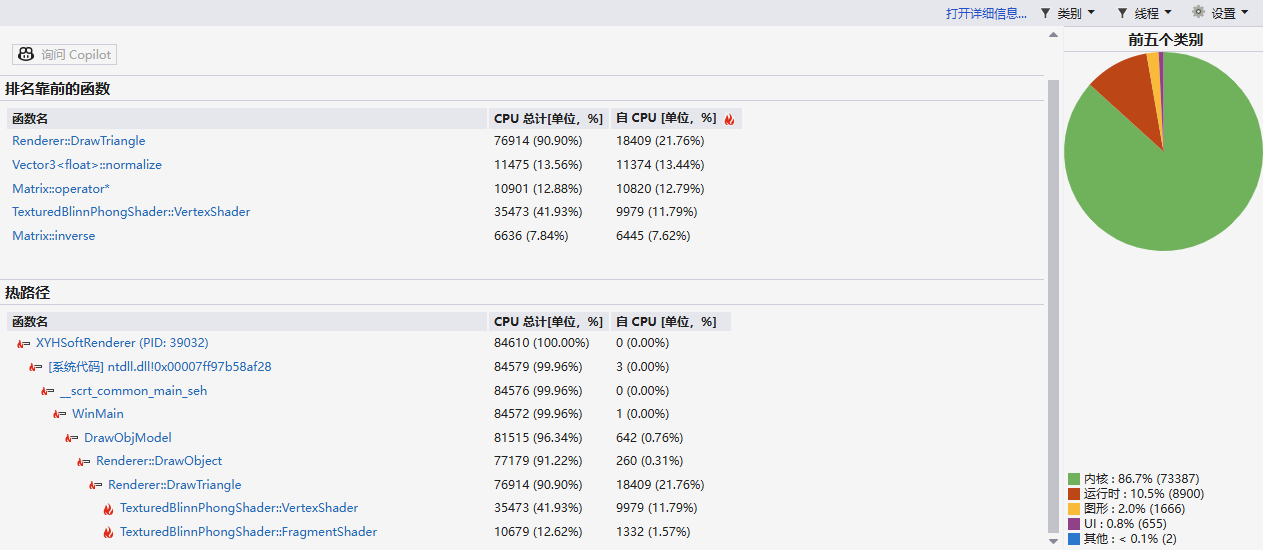 打开详细信息... 类别 线程 设置
询问 Copilot
前五个类别
排名靠前的函数
函数名 CPU 总计[单位，%] 自 CPU [单位，%]
Renderer::DrawTriangle 76914 (90.90%) 18409 (21.76%)
Vector3<float>::normalize 11475 (13.56%) 11374 (13.44%)
Matrix::operator* 10901 (12.88%) 10820 (12.79%)
TexturedBlinnPhongShader::VertexShader 35473 (41.93%) 9979 (11.79%)
Matrix::inverse 6636 (7.84%) 6445 (7.62%)
热路径
函数名 CPU 总计[单位，%] 自 CPU [单位，%]
XYHSoftRenderer (PID: 39032) 84610 (100.00%) 0 (0.00%)
[系统代码] ntdll.dll!0x00007ff97b58af28 84579 (99.96%) 3 (0.00%)
__scrt_common_main_seh 84576 (99.96%) 0 (0.00%)
WinMain 84572 (99.96%) 1 (0.00%)
DrawObjModel 81515 (96.34%) 642 (0.76%)
Renderer::DrawObject 77179 (91.22%) 260 (0.31%)
Renderer::DrawTriangle 76914 (90.90%) 18409 (21.76%)
TexturedBlinnPhongShader::VertexShader 35473 (41.93%) 9979 (11.79%)
TexturedBlinnPhongShader::FragmentShader 10679 (12.62%) 1332 (1.57%)
内核 : 86.7% (73387)
运行时 : 10.5% (8900)
图形 : 2.0% (1666)
UI : 0.8% (655)
其他 : < 0.1% (2)